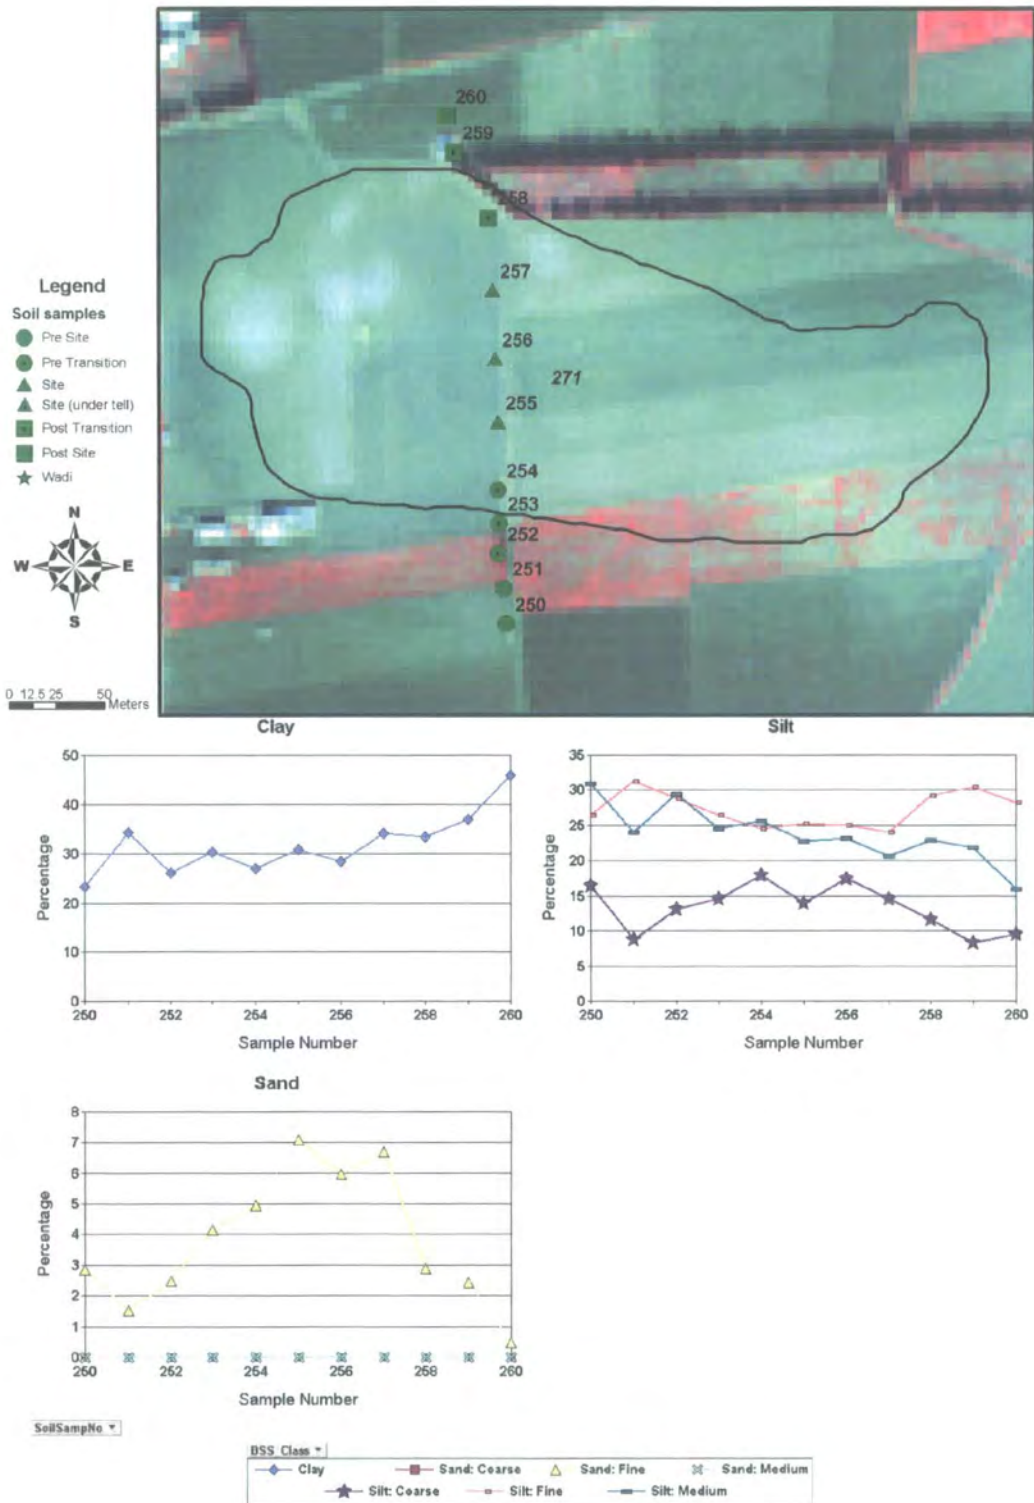 260
259
258
257
256
271
255
254
253
252
251
250
Legend
Soil samples
Pre Site
Pre Transition
Site
Site (under tell)
Post Transition
Post Site
Wadi
N
W E
S
0 12.5 25 50
Meters
Clay
50
40
30
20
10
0
Percentage
250 252 254 256 258 260
Sample Number
Silt
35
30
25
20
15
10
5
0
Percentage
250 252 254 256 258 260
Sample Number
Sand
8
7
6
5
4
3
2
1
0
Percentage
250 252 254 256 258 260
Sample Number
SoilSampNo
BSS_Class
Clay Sand: Coarse Sand: Fine Sand: Medium
Silt: Coarse Silt: Fine Silt: Medium